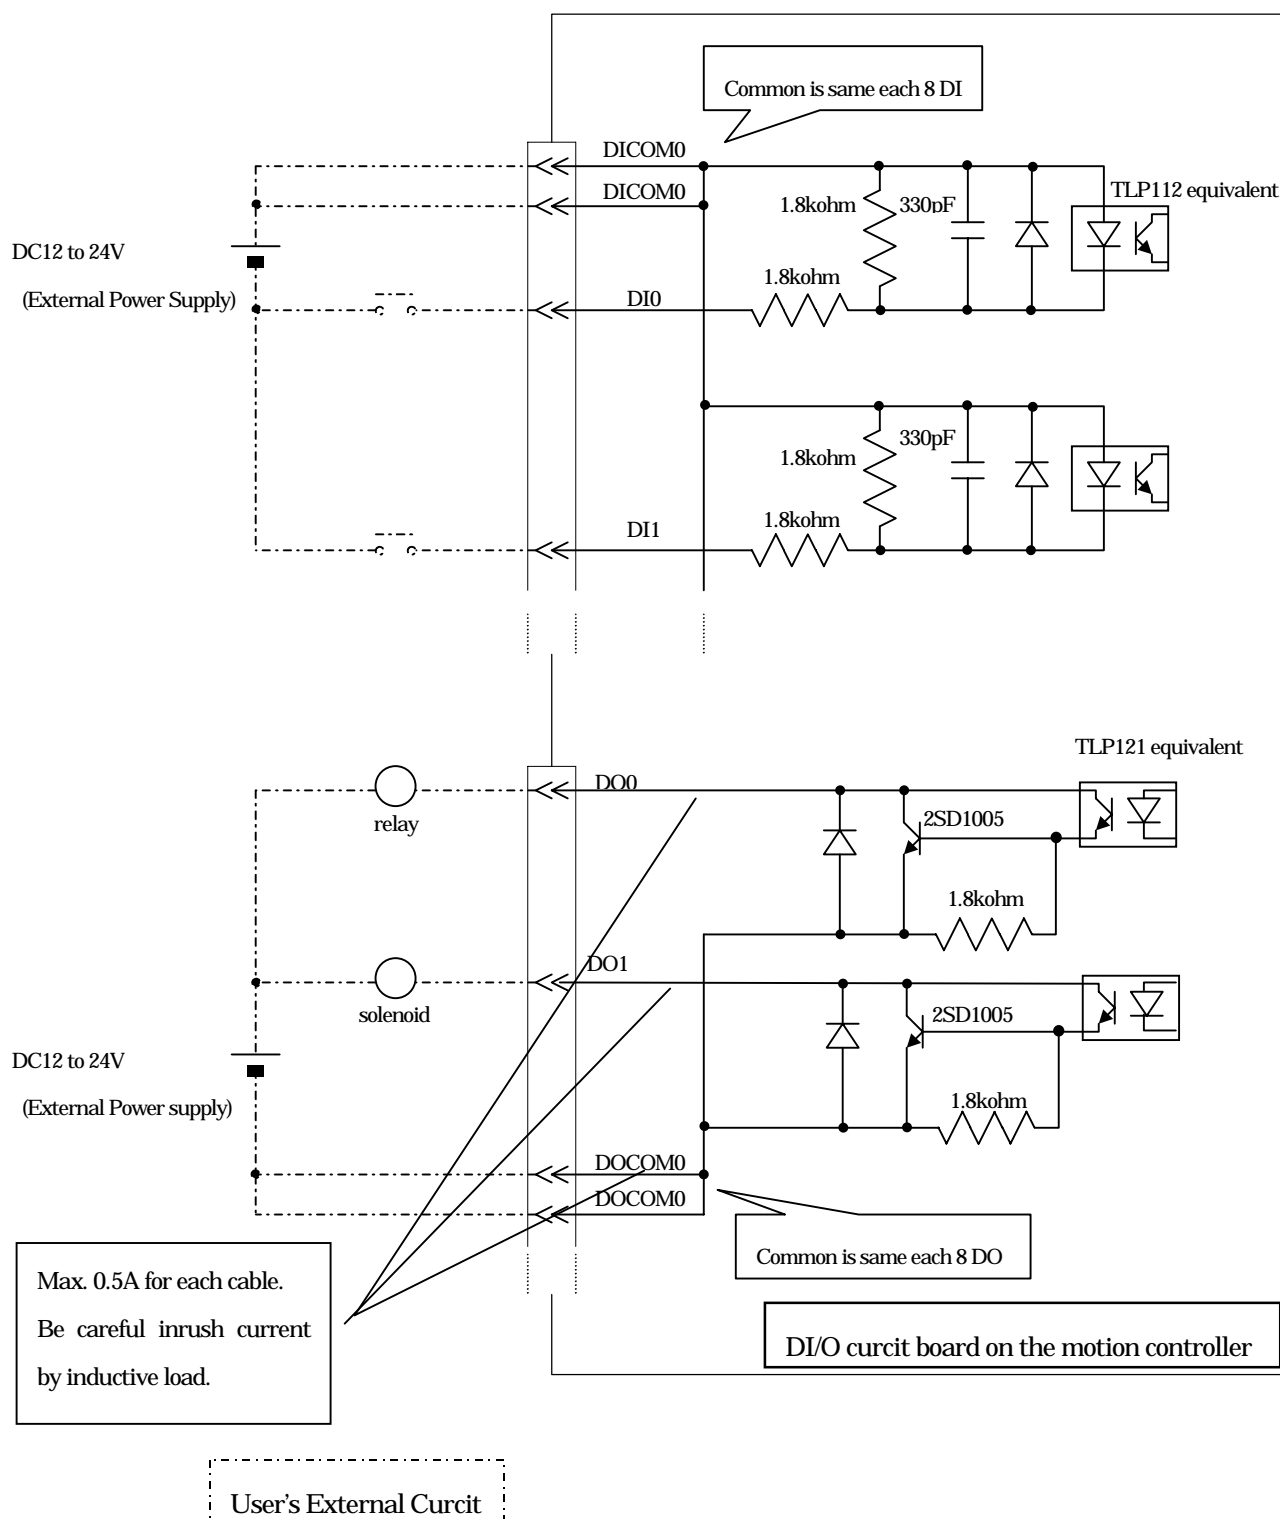 Common is same each 8 DI
DICOM0
DICOM0
TLP112 equivalent
1.8kohm
330pF
DC12 to 24V
(External Power Supply)
1.8kohm
DI0
330pF
1.8kohm
1.8kohm
DI1
TLP121 equivalent
DO0
relay
2SD1005
1.8kohm
DO1
solenoid
2SD1005
DC12 to 24V
(External Power supply)
1.8kohm
DOCOM0
DOCOM0
Common is same each 8 DO
Max. 0.5A for each cable.
Be careful inrush current
by inductive load.
DI/O curcit board on the motion controller
User's External Curcit